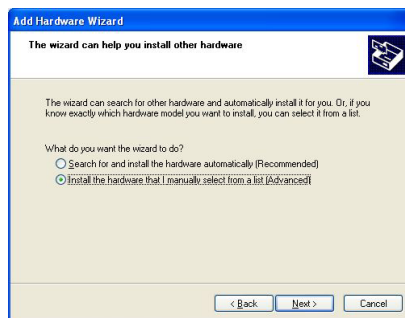 Add Hardware Wizard
The wizard can help you install other hardware
The wizard can search for other hardware and automatically install it for you. Or, if you
know exactly which hardware model you want to install, you can select it from a list.
What do you want the wizard to do?
Search for and install the hardware automatically (Recommended)
Install the hardware that I manually select from a list (Advanced)
< Back
Next >
Cancel